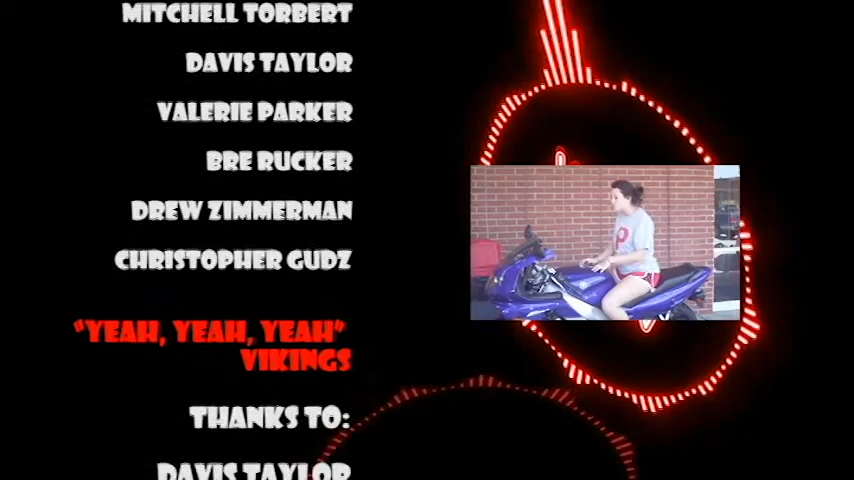 MITCHELL TORBERT
DAVIS TAYLOR
VALERIE PARKER
BRE RUCKER
DREW ZIMMERMAN
CHRISTOPHER GUDZ
"YEAH, YEAH, YEAH"
VIKINGS
THANKS TO:
DAVIS TAYLOR
P